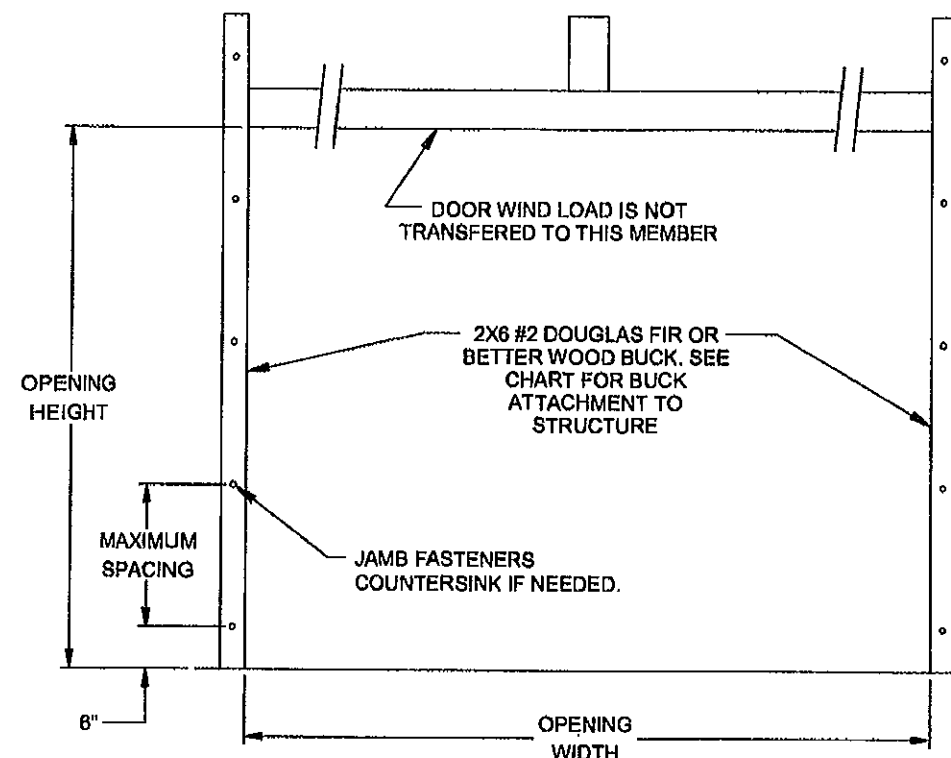 DOOR WIND LOAD IS NOT
TRANSFERED TO THIS MEMBER
2X6 #2 DOUGLAS FIR OR
BETTER WOOD BUCK. SEE
CHART FOR BUCK
ATTACHMENT TO
STRUCTURE
OPENING
HEIGHT
MAXIMUM
SPACING
JAMB FASTENERS
COUNTERSINK IF NEEDED.
6"
OPENING
WIDTH